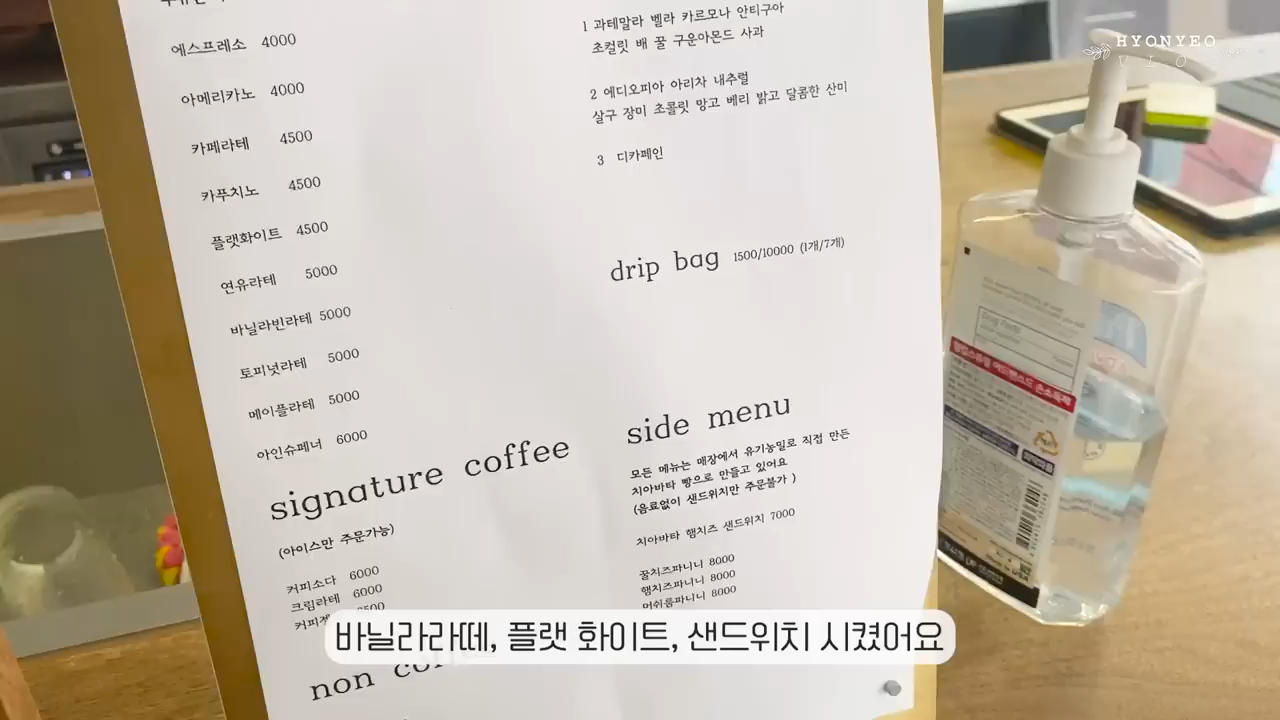 에스프레소 4000
아메리카노 4000
카페라테 4500
카푸치노 4500
플랫화이트 4500
연유라테 5000
바닐라빈라테 5000
토피넛라테 5000
메이플라테 5000
아인슈페너 6000
signature coffee
(아이스만 주문가능)
커피소다 6000
크림라테 6000
non
1 과테말라 벨라 카르모나 안티구아
초컬릿 배 꿀 구운아몬드 사과
2 에디오피아 아리차 내추럴
살구 장미 초콜릿 망고 베리 밝고 달콤한 산미
3 디카페인
drip bag 1500/10000 (1개/7개)
side menu
모든 메뉴는 매장에서 유기농밀로 직접 만든
치아바타 빵으로 만들고 있어요
(음료없이 샌드위치만 주문불가 )
치아바타 햄치즈 샌드위치 7000
꿀치즈파니니 8000
햄치즈파니니 8000
머쉬룸파니니 8000
HYONYEO
VLO
Drug Facts
바닐라라떼, 플랫 화이트, 샌드위치 시켰어요